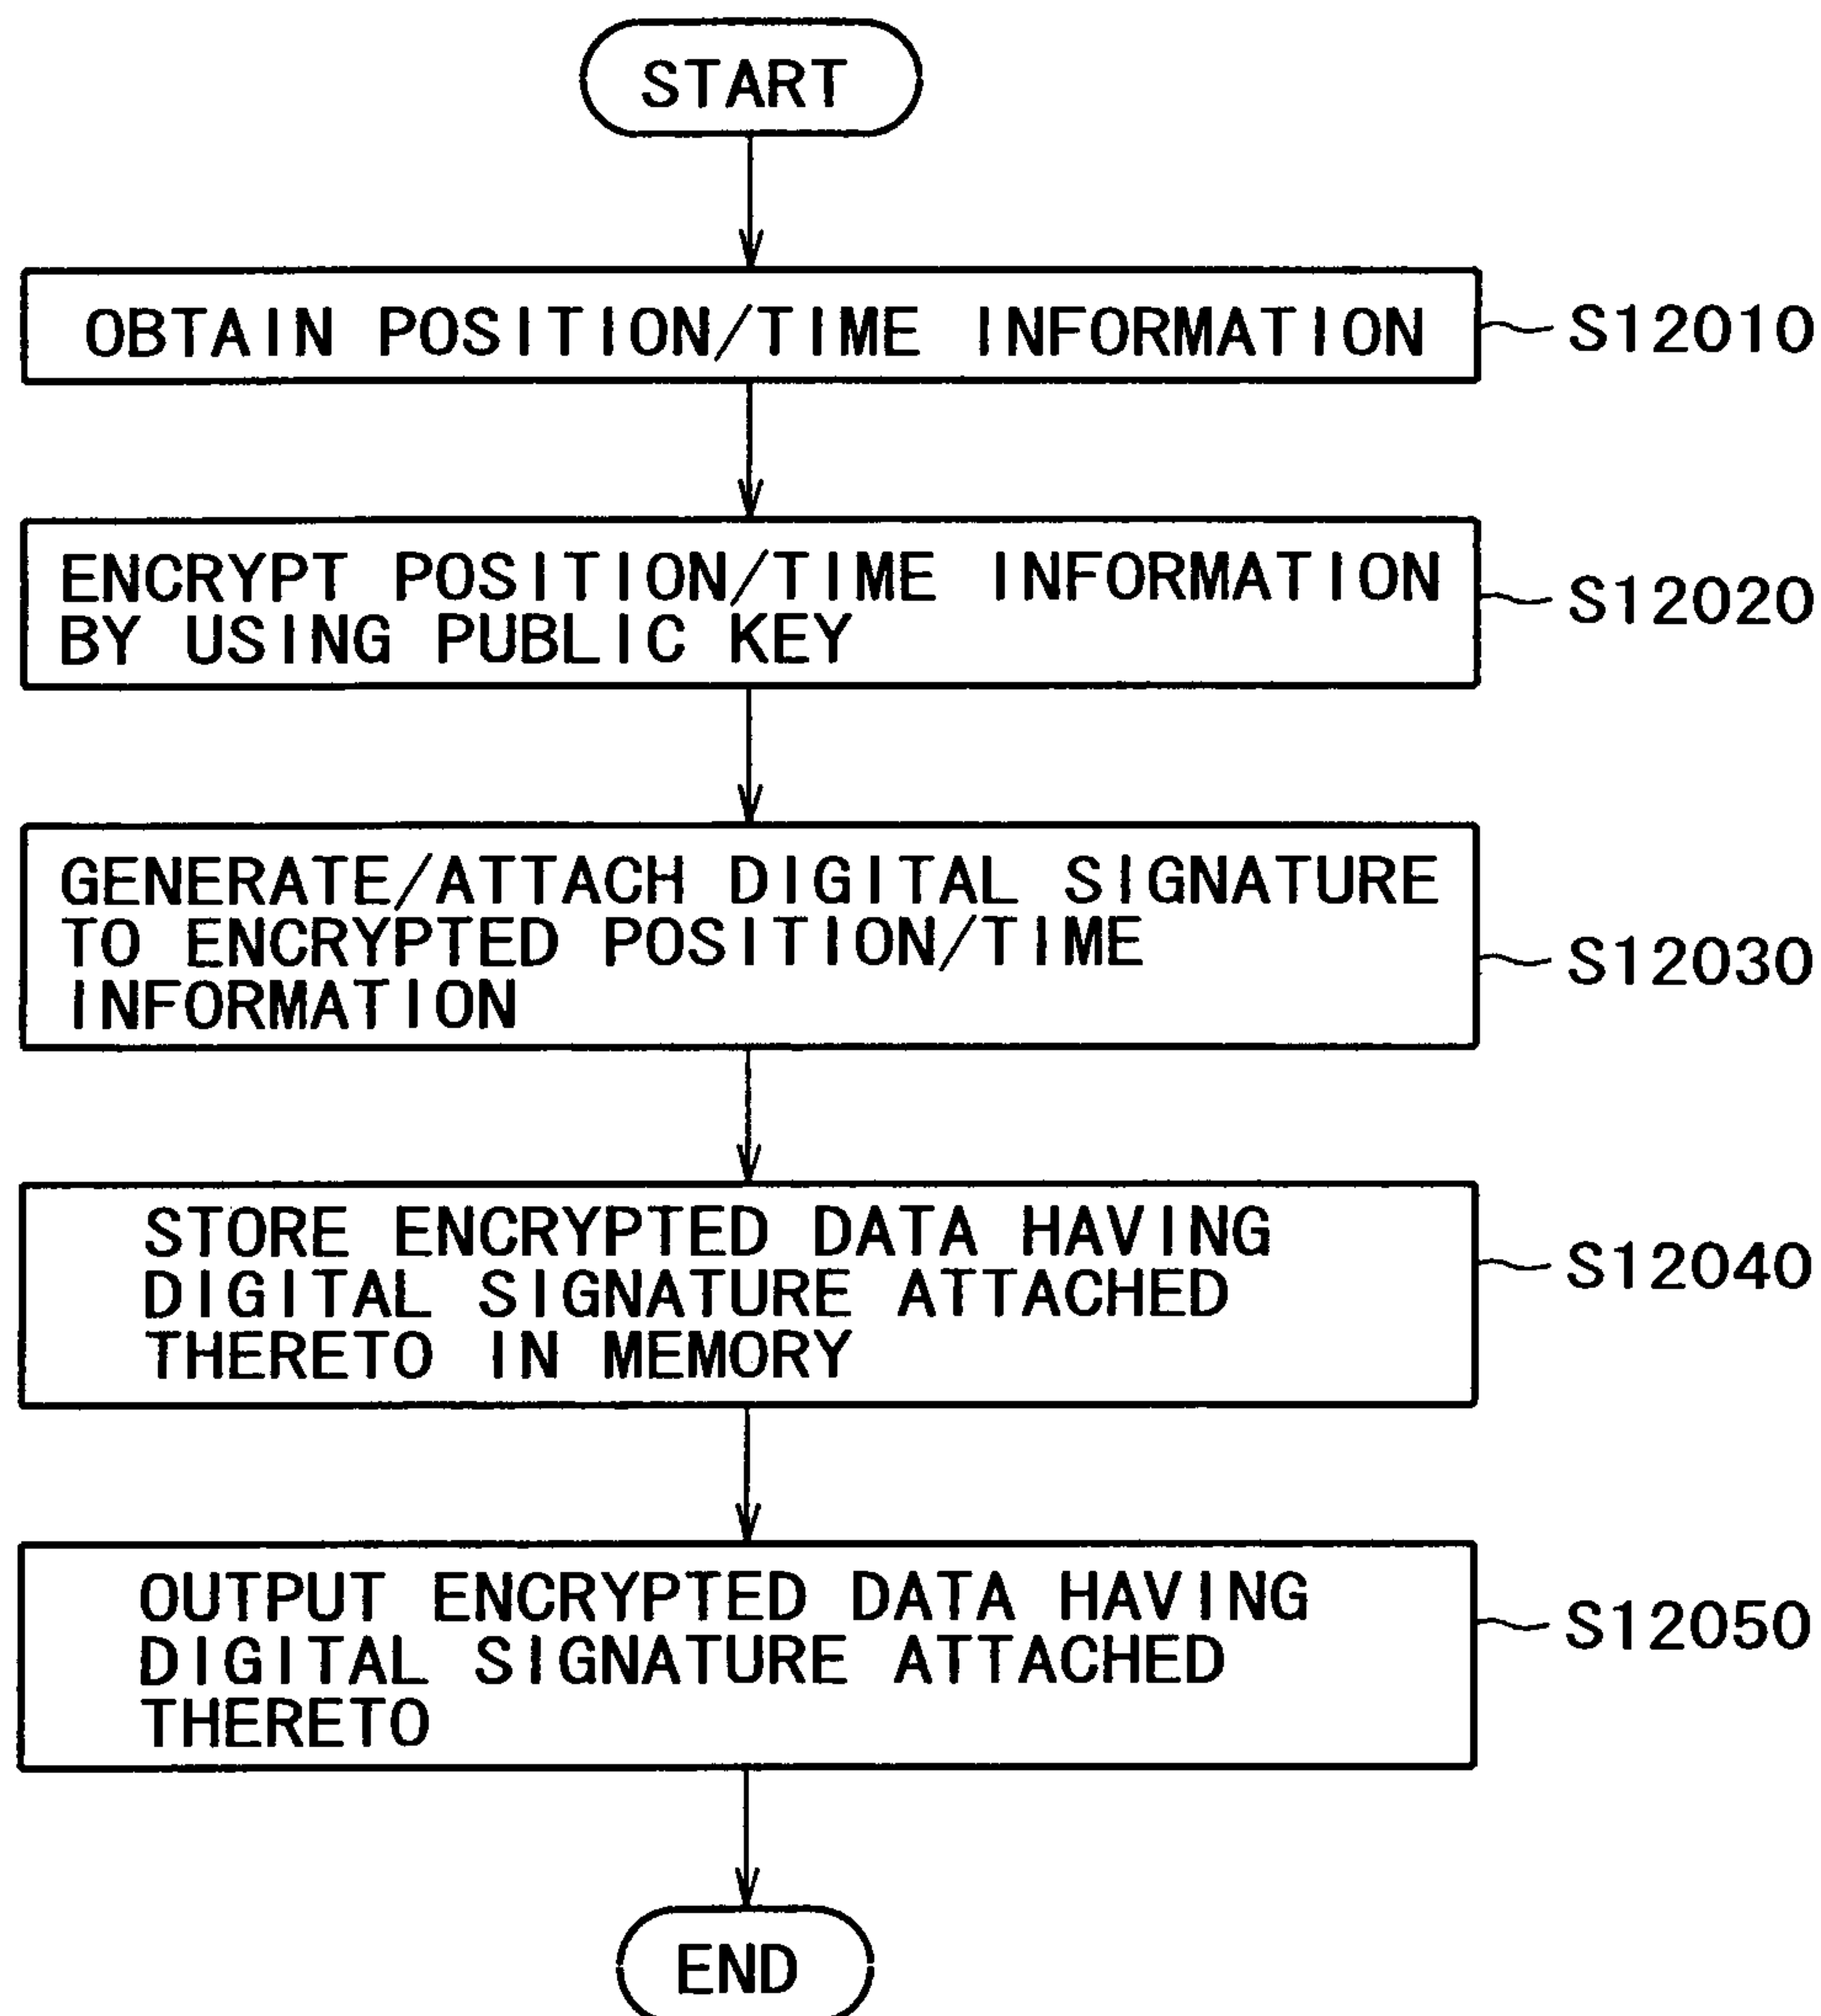 START
OBTAIN POSITION/TIME INFORMATION
S12010
ENCRYPT POSITION/TIME INFORMATION
BY USING PUBLIC KEY
S12020
GENERATE/ATTACH DIGITAL SIGNATURE
TO ENCRYPTED POSITION/TIME
INFORMATION
S12030
STORE ENCRYPTED DATA HAVING
DIGITAL SIGNATURE ATTACHED
THERETO IN MEMORY
S12040
OUTPUT ENCRYPTED DATA HAVING
DIGITAL SIGNATURE ATTACHED
THERETO
S12050
END